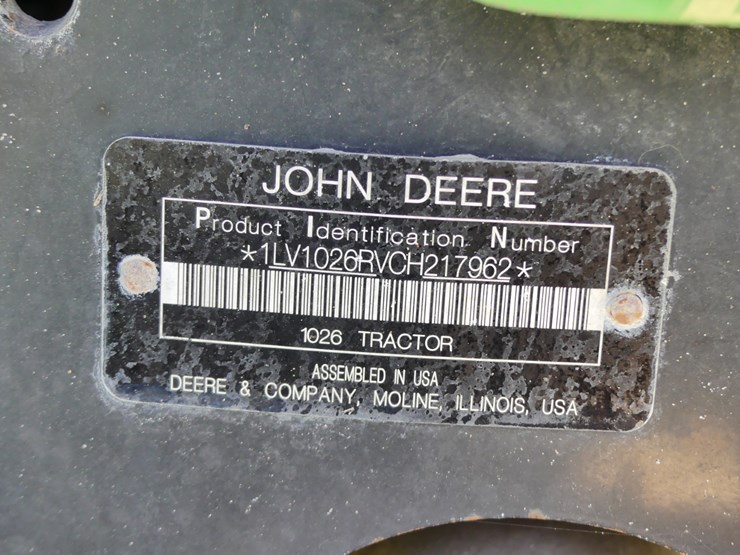 JOHN DEERE
Product Identification Number
*1LV1026RVCH217962*
1026 TRACTOR
ASSEMBLED IN USA
DEERE & COMPANY, MOLINE, ILLINOIS, USA